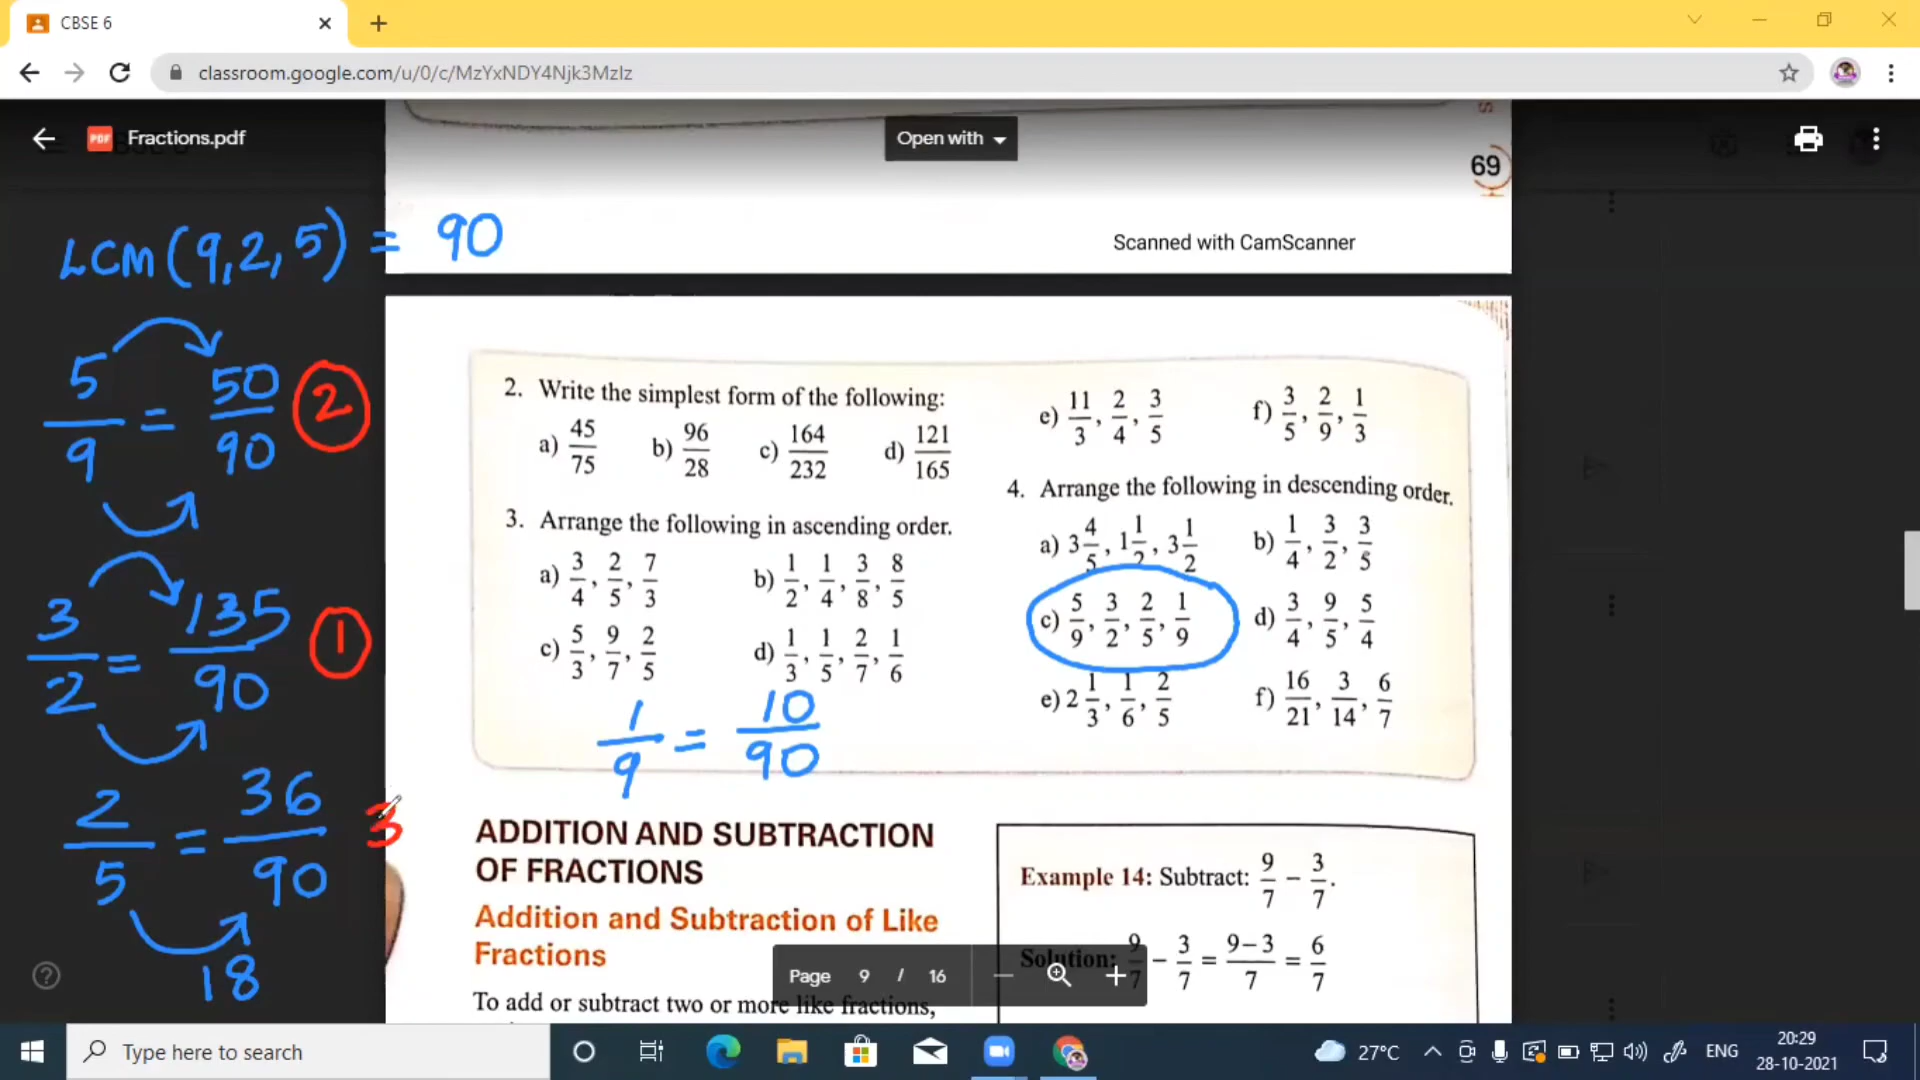 CBSE 6
classroom.google.com/u/0/c/MzYxNDY4Njk3MzIz
PDF Fractions.pdf
Open with
69
Scanned with CamScanner
LCM (9,2,5) = 90
5/9 = 50/90 2
3/2 = 135/90 1
2/5 = 36/90 3
18
2. Write the simplest form of the following:
a) 45/75 b) 96/28 c) 164/232 d) 121/165
3. Arrange the following in ascending order.
a) 3/4, 2/5, 7/3 b) 1/2, 1/4, 3/8, 8/5
c) 5/3, 9/7, 2/5 d) 1/3, 1/5, 2/7, 1/6
1/9 = 10/90
e) 11/3, 2/4, 3/5 f) 3/5, 2/9, 1/3
4. Arrange the following in descending order.
a) 3 4/5, 1 1/2, 3 1/2 b) 1/4, 3/2, 3/5
c) 5/9, 3/2, 2/5, 1/9 d) 3/4, 9/5, 5/4
e) 2 1/3, 1/6, 2/5 f) 16/21, 3/14, 6/7
ADDITION AND SUBTRACTION
OF FRACTIONS
Addition and Subtraction of Like
Fractions
To add or subtract two or more like fractions,
Example 14: Subtract: 9/7 − 3/7.
Solution: 9/7 − 3/7 = 9−3/7 = 6/7
Page 9 / 16
Type here to search
27°C
ENG
20:29
28-10-2021